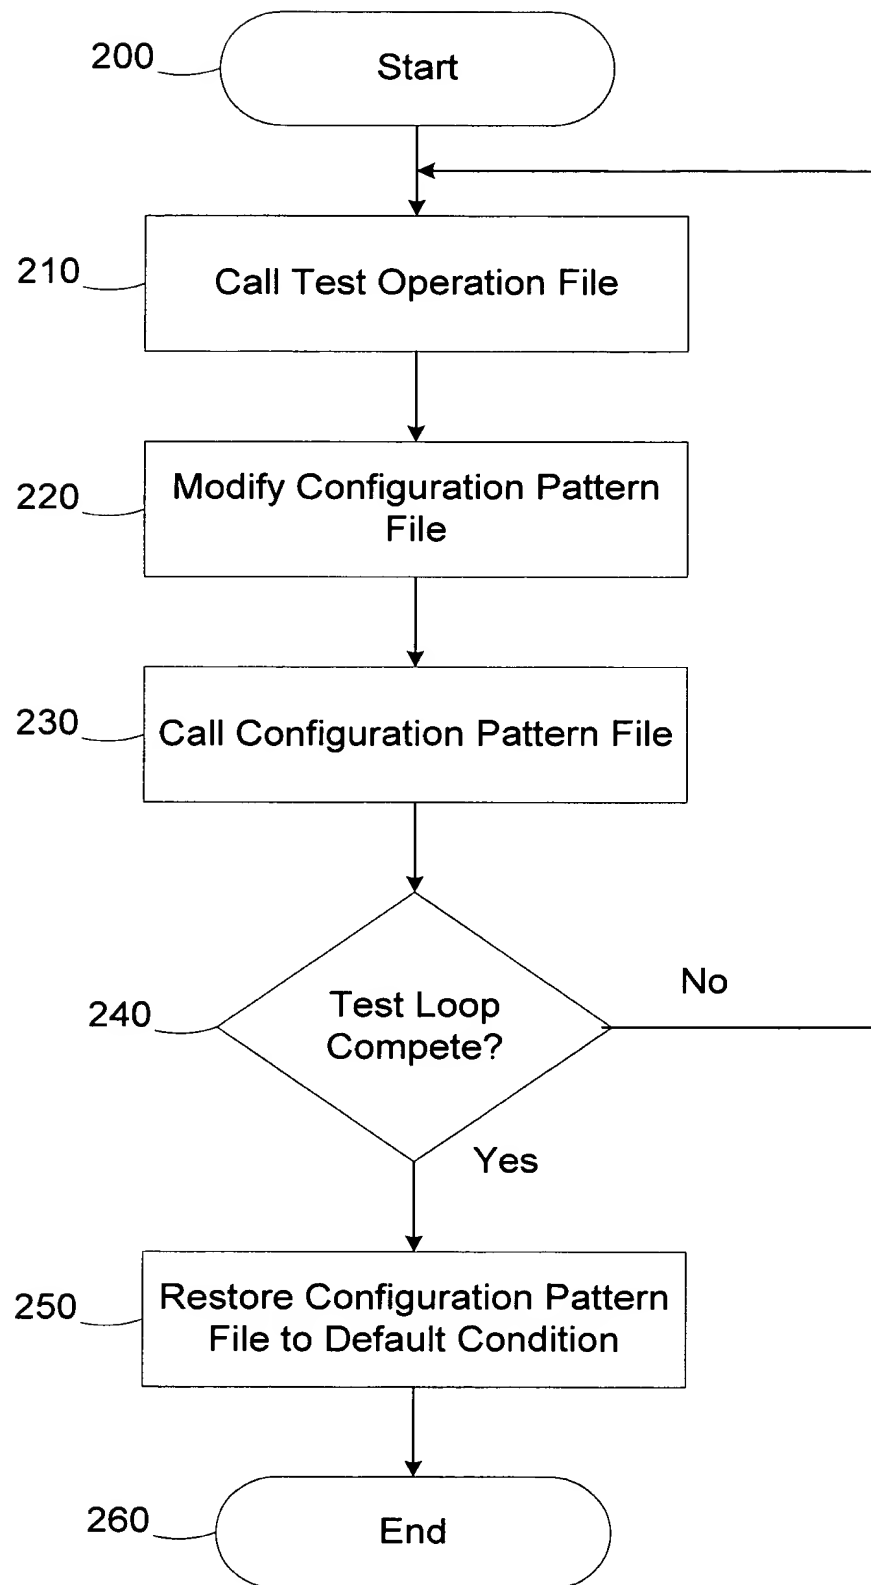 200
Start
210
Call Test Operation File
220
Modify Configuration Pattern
File
230
Call Configuration Pattern File
240
Test Loop
Compete?
No
Yes
250
Restore Configuration Pattern
File to Default Condition
260
End